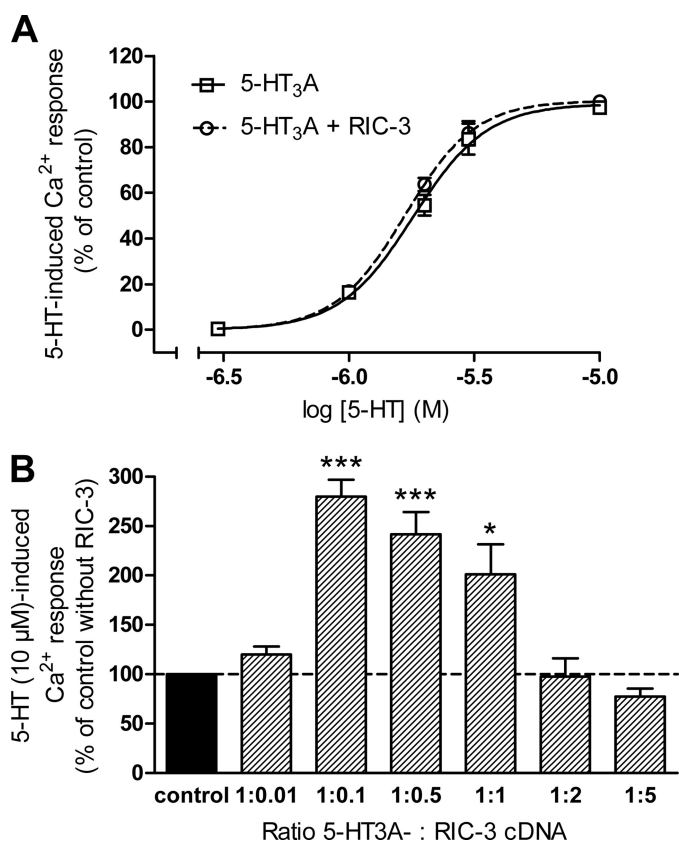 A
120
100
80
60
40
20
0
5-HT-induced Ca²⁺ response
(% of control)
5-HT₃A
5-HT₃A + RIC-3
-6.5 -6.0 -5.5 -5.0
log [5-HT] (M)
B
300
250
200
150
100
50
0
5-HT (10 µM)-induced
Ca²⁺ response
(% of control without RIC-3)
*** *** *
control 1:0.01 1:0.1 1:0.5 1:1 1:2 1:5
Ratio 5-HT3A- : RIC-3 cDNA